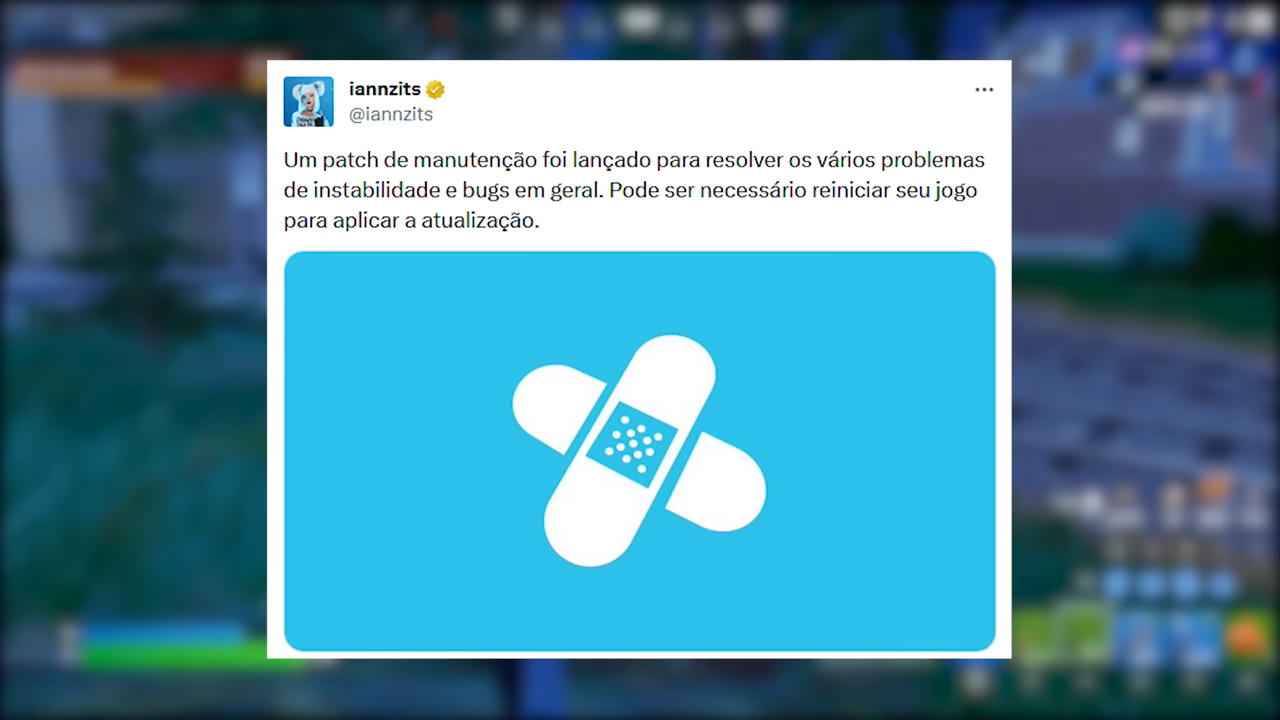 iannzits
@iannzits
Um patch de manutenção foi lançado para resolver os vários problemas
de instabilidade e bugs em geral. Pode ser necessário reiniciar seu jogo
para aplicar a atualização.